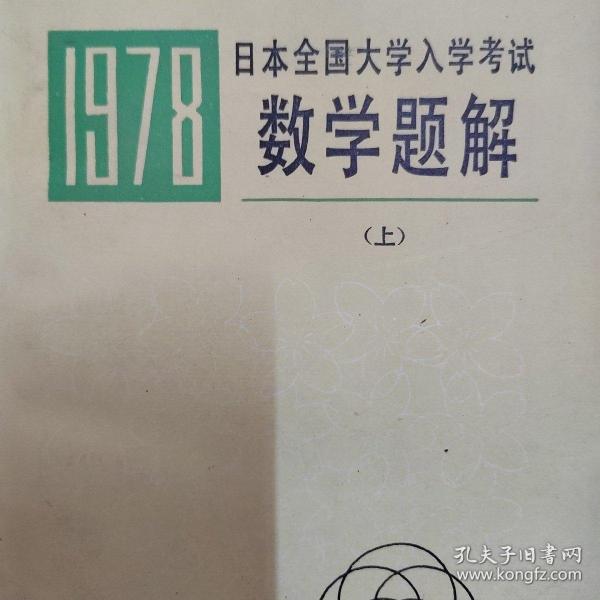 1978
日本全国大学入学考试
数学题解
（上）
孔夫子旧書网
www.kongfz.com